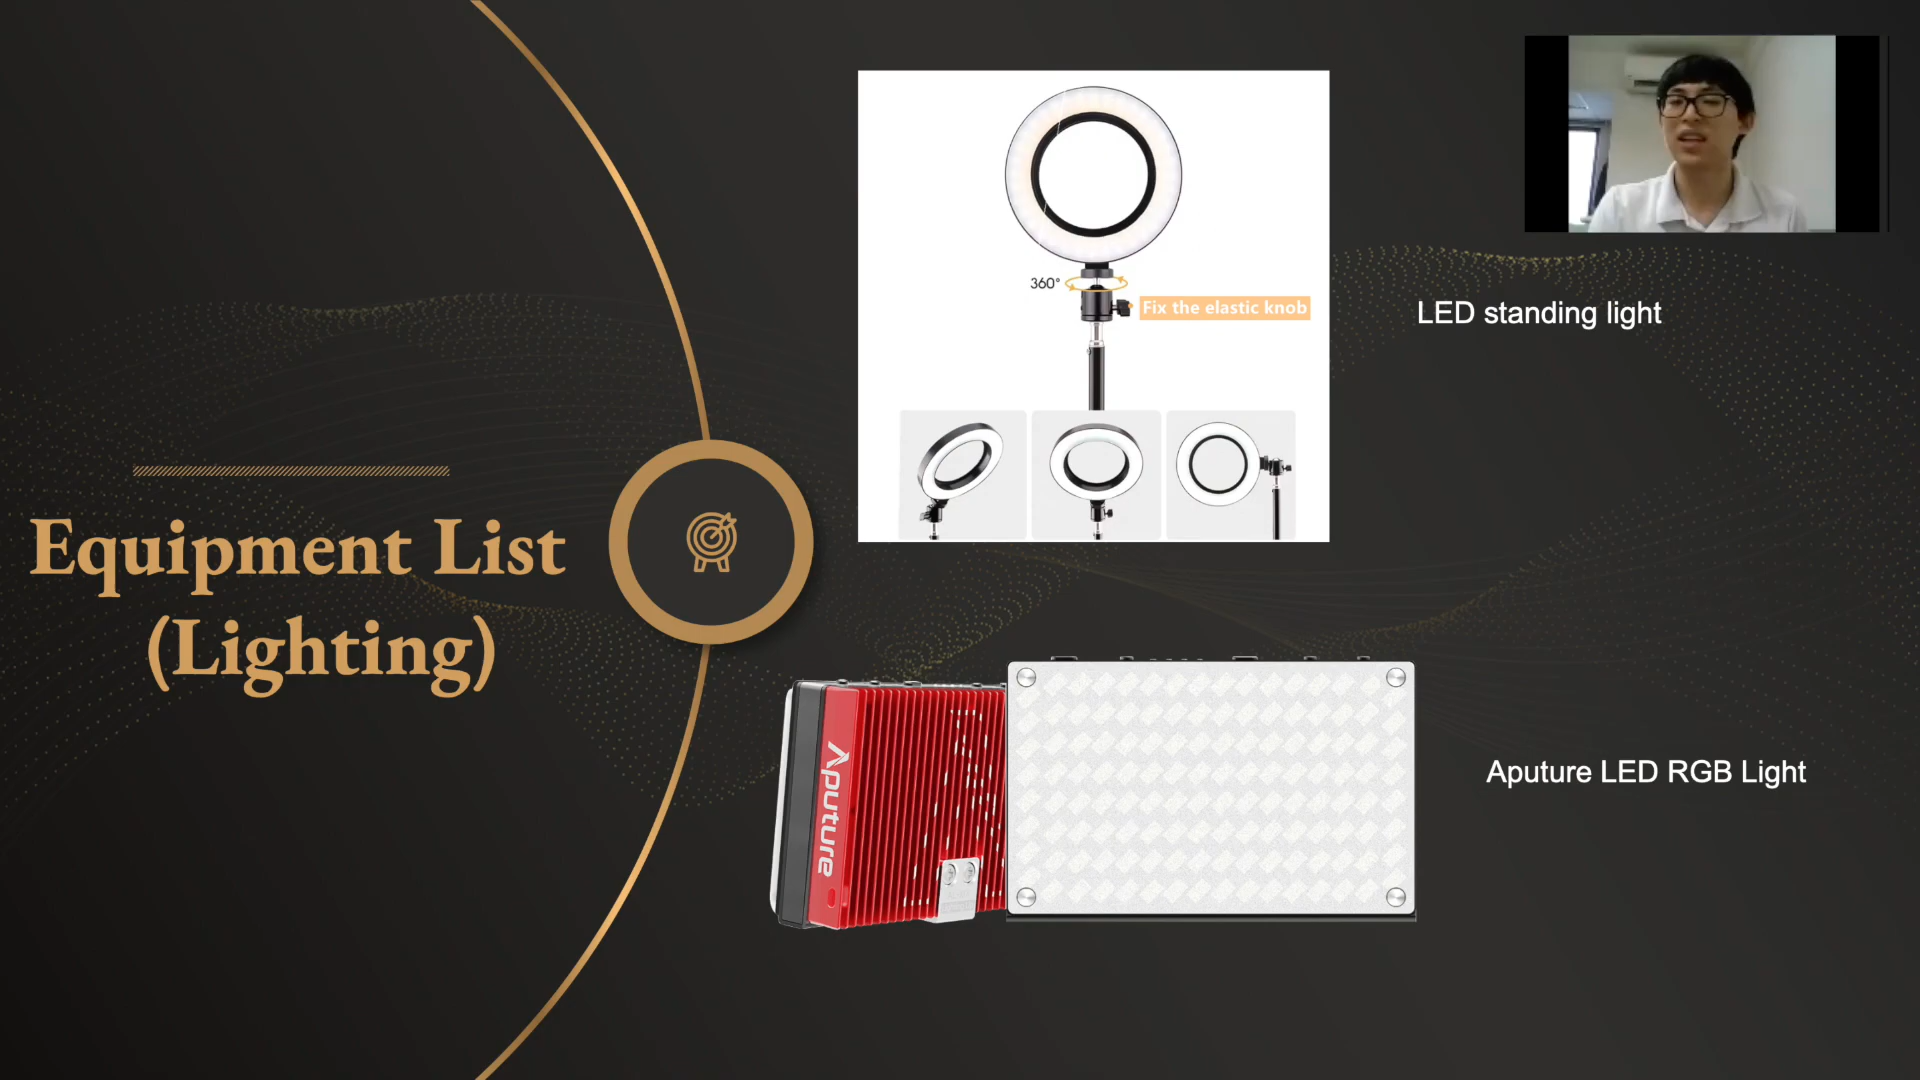 Equipment List
(Lighting)
360°
Fix the elastic knob
LED standing light
Aputure
Aputure LED RGB Light